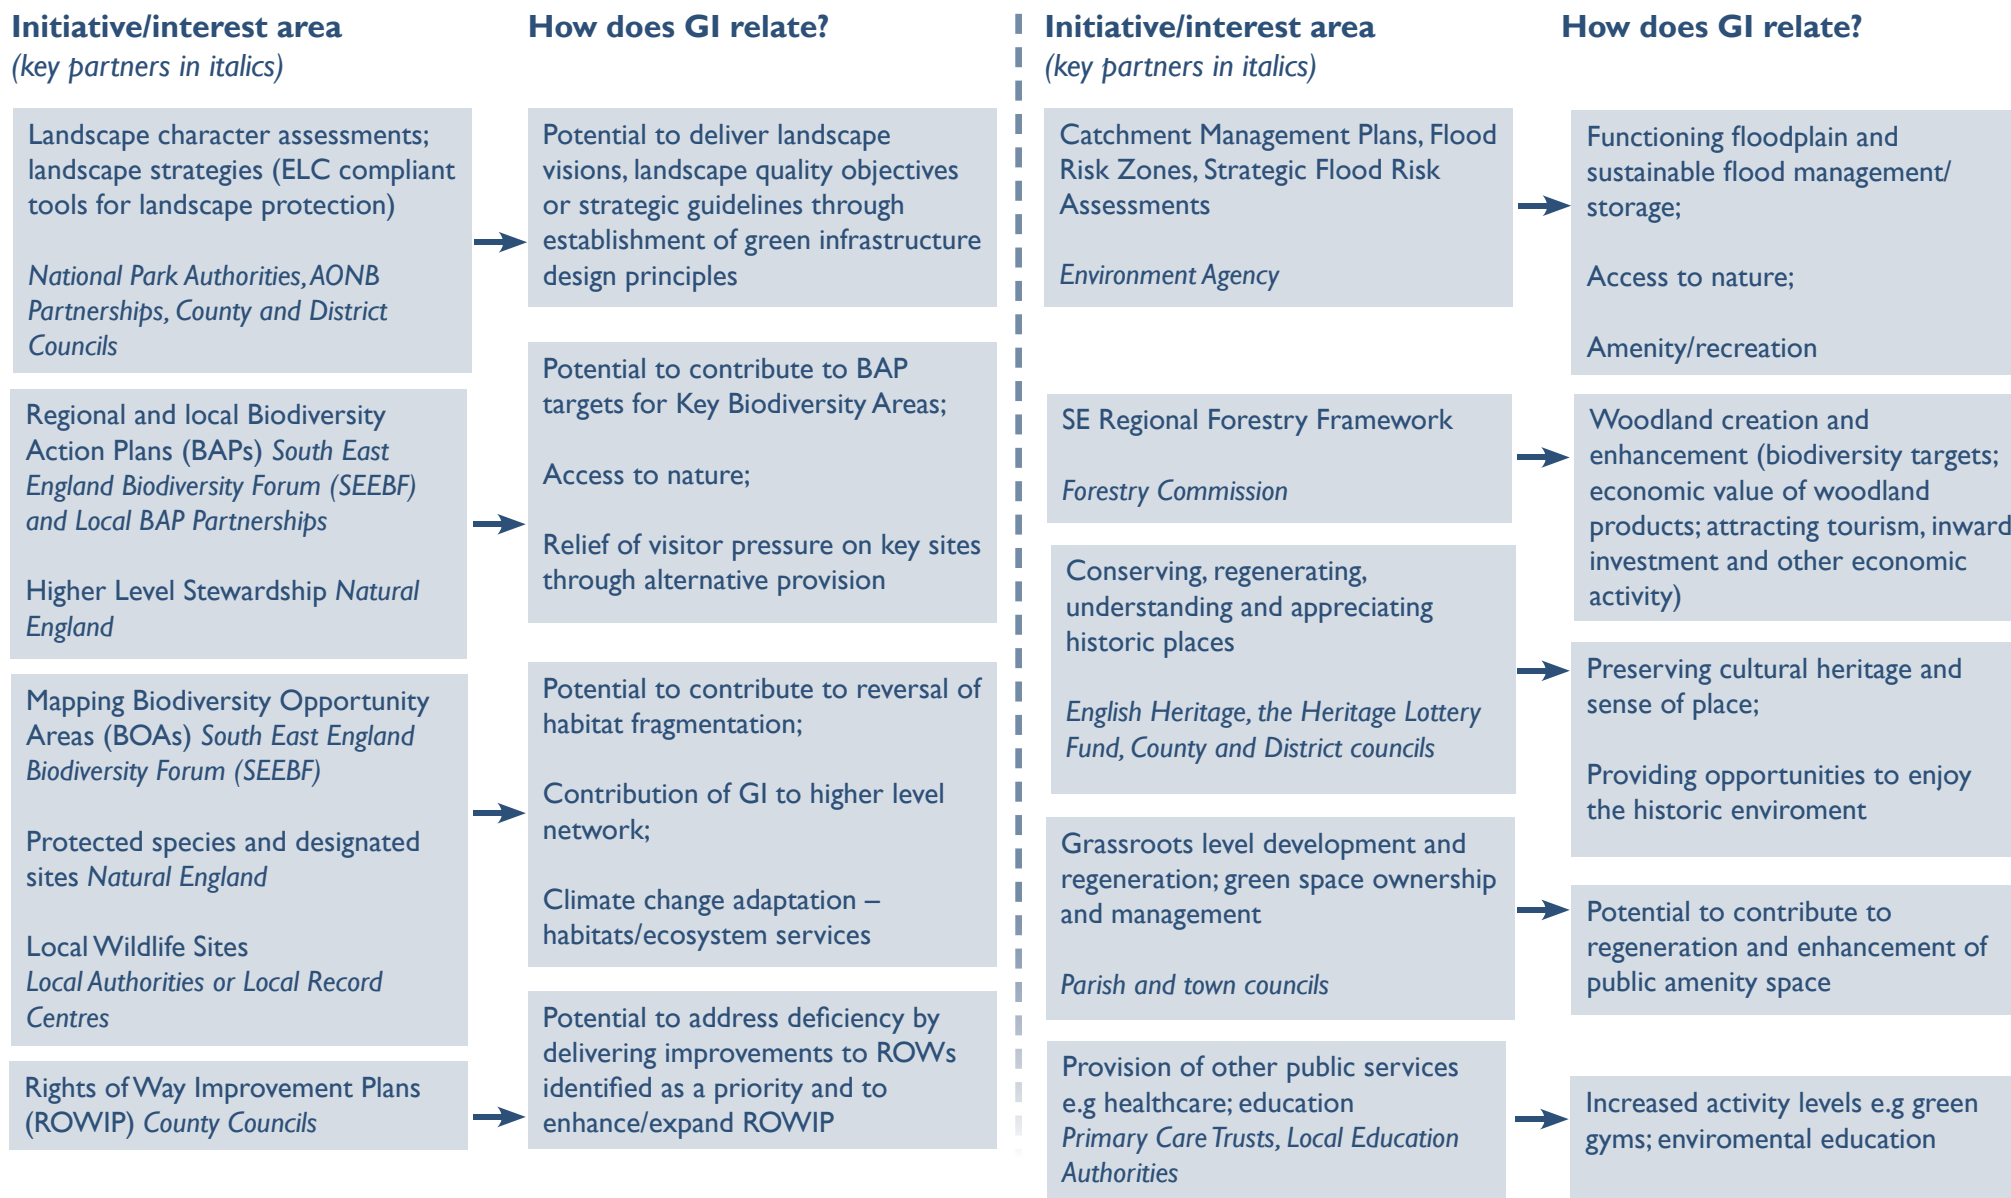 Initiative/interest area
(key partners in italics)
How does GI relate?
Landscape character assessments;
landscape strategies (ELC compliant
tools for landscape protection)
National Park Authorities, AONB
Partnerships, County and District
Councils
Potential to deliver landscape
visions, landscape quality objectives
or strategic guidelines through
establishment of green infrastructure
design principles
Regional and local Biodiversity
Action Plans (BAPs) South East
England Biodiversity Forum (SEEBF)
and Local BAP Partnerships
Higher Level Stewardship Natural
England
Potential to contribute to BAP
targets for Key Biodiversity Areas;
Access to nature;
Relief of visitor pressure on key sites
through alternative provision
Mapping Biodiversity Opportunity
Areas (BOAs) South East England
Biodiversity Forum (SEEBF)
Protected species and designated
sites Natural England
Local Wildlife Sites
Local Authorities or Local Record
Centres
Potential to contribute to reversal of
habitat fragmentation;
Contribution of GI to higher level
network;
Climate change adaptation –
habitats/ecosystem services
Rights of Way Improvement Plans
(ROWIP) County Councils
Potential to address deficiency by
delivering improvements to ROWs
identified as a priority and to
enhance/expand ROWIP
Initiative/interest area
(key partners in italics)
How does GI relate?
Catchment Management Plans, Flood
Risk Zones, Strategic Flood Risk
Assessments
Environment Agency
Functioning floodplain and
sustainable flood management/
storage;
Access to nature;
Amenity/recreation
SE Regional Forestry Framework
Forestry Commission
Woodland creation and
enhancement (biodiversity targets;
economic value of woodland
products; attracting tourism, inward
investment and other economic
activity)
Conserving, regenerating,
understanding and appreciating
historic places
English Heritage, the Heritage Lottery
Fund, County and District councils
Preserving cultural heritage and
sense of place;
Providing opportunities to enjoy
the historic enviroment
Grassroots level development and
regeneration; green space ownership
and management
Parish and town councils
Potential to contribute to
regeneration and enhancement of
public amenity space
Provision of other public services
e.g healthcare; education
Primary Care Trusts, Local Education
Authorities
Increased activity levels e.g green
gyms; enviromental education